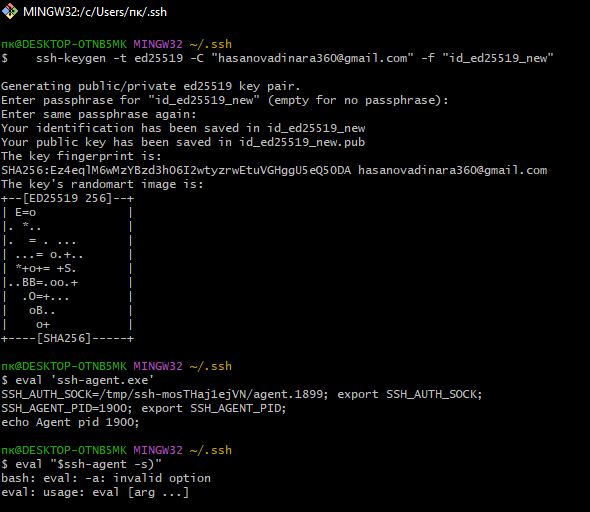 MINGW32:/c/Users/пк/.ssh
пк@DESKTOP-OTNB5MK MINGW32 ~/.ssh
$    ssh-keygen -t ed25519 -C "hasanovadinara360@gmail.com" -f "id_ed25519_new"
Generating public/private ed25519 key pair.
Enter passphrase for "id_ed25519_new" (empty for no passphrase):
Enter same passphrase again:
Your identification has been saved in id_ed25519_new
Your public key has been saved in id_ed25519_new.pub
The key fingerprint is:
SHA256:Ez4eqlM6wMzYBzd3hO6I2wtyzrwEtuVGHggU5eQ5ODA hasanovadinara360@gmail.com
The key's randomart image is:
+--[ED25519 256]--+
| E=o             |
|. *..            |
|.  = . ...       |
| ...= o.+..      |
| *+o+= +S.       |
|..BB=.oo.+       |
|  .O=+...        |
|   oB..          |
|    o+           |
+----[SHA256]-----+
пк@DESKTOP-OTNB5MK MINGW32 ~/.ssh
$ eval 'ssh-agent.exe'
SSH_AUTH_SOCK=/tmp/ssh-mosTHaj1ejVN/agent.1899; export SSH_AUTH_SOCK;
SSH_AGENT_PID=1900; export SSH_AGENT_PID;
echo Agent pid 1900;
пк@DESKTOP-OTNB5MK MINGW32 ~/.ssh
$ eval "$ssh-agent -s)"
bash: eval: -a: invalid option
eval: usage: eval [arg ...]